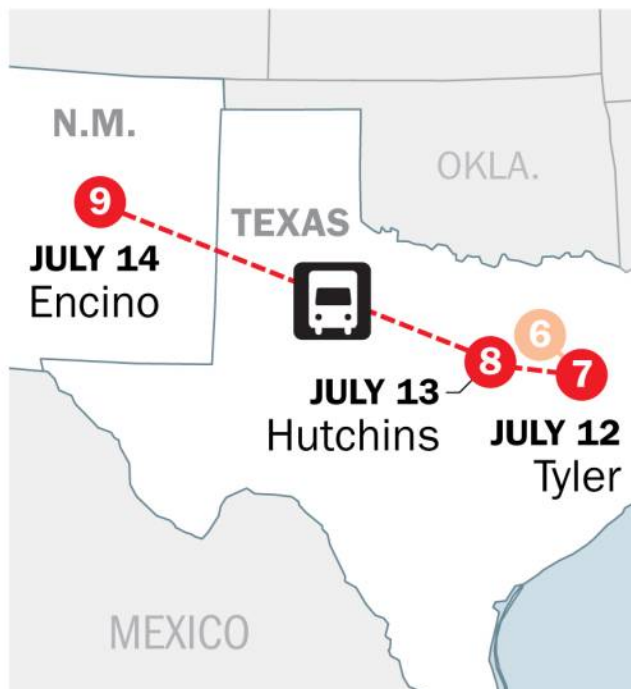 N.M.
OKLA.
9
TEXAS
JULY 14
Encino
6
8
7
JULY 13
Hutchins
JULY 12
Tyler
MEXICO